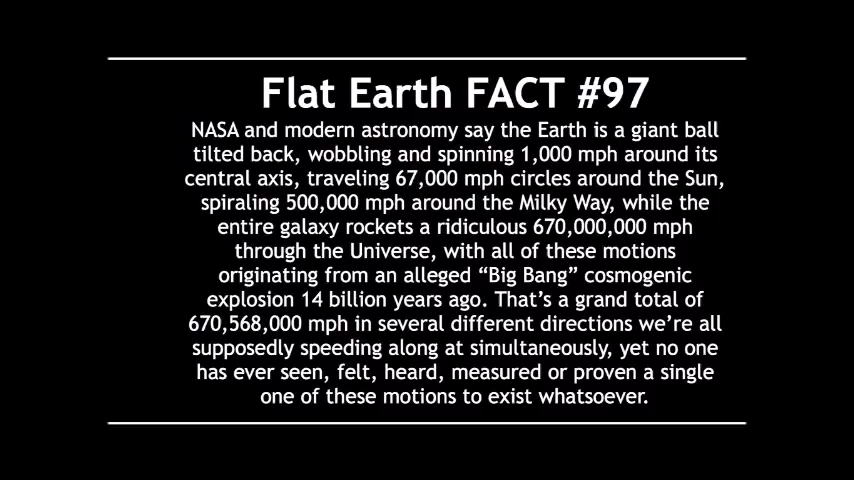 Flat Earth FACT #97
NASA and modern astronomy say the Earth is a giant ball
tilted back, wobbling and spinning 1,000 mph around its
central axis, traveling 67,000 mph circles around the Sun,
spiraling 500,000 mph around the Milky Way, while the
entire galaxy rockets a ridiculous 670,000,000 mph
through the Universe, with all of these motions
originating from an alleged “Big Bang” cosmogenic
explosion 14 billion years ago. That’s a grand total of
670,568,000 mph in several different directions we’re all
supposedly speeding along at simultaneously, yet no one
has ever seen, felt, heard, measured or proven a single
one of these motions to exist whatsoever.